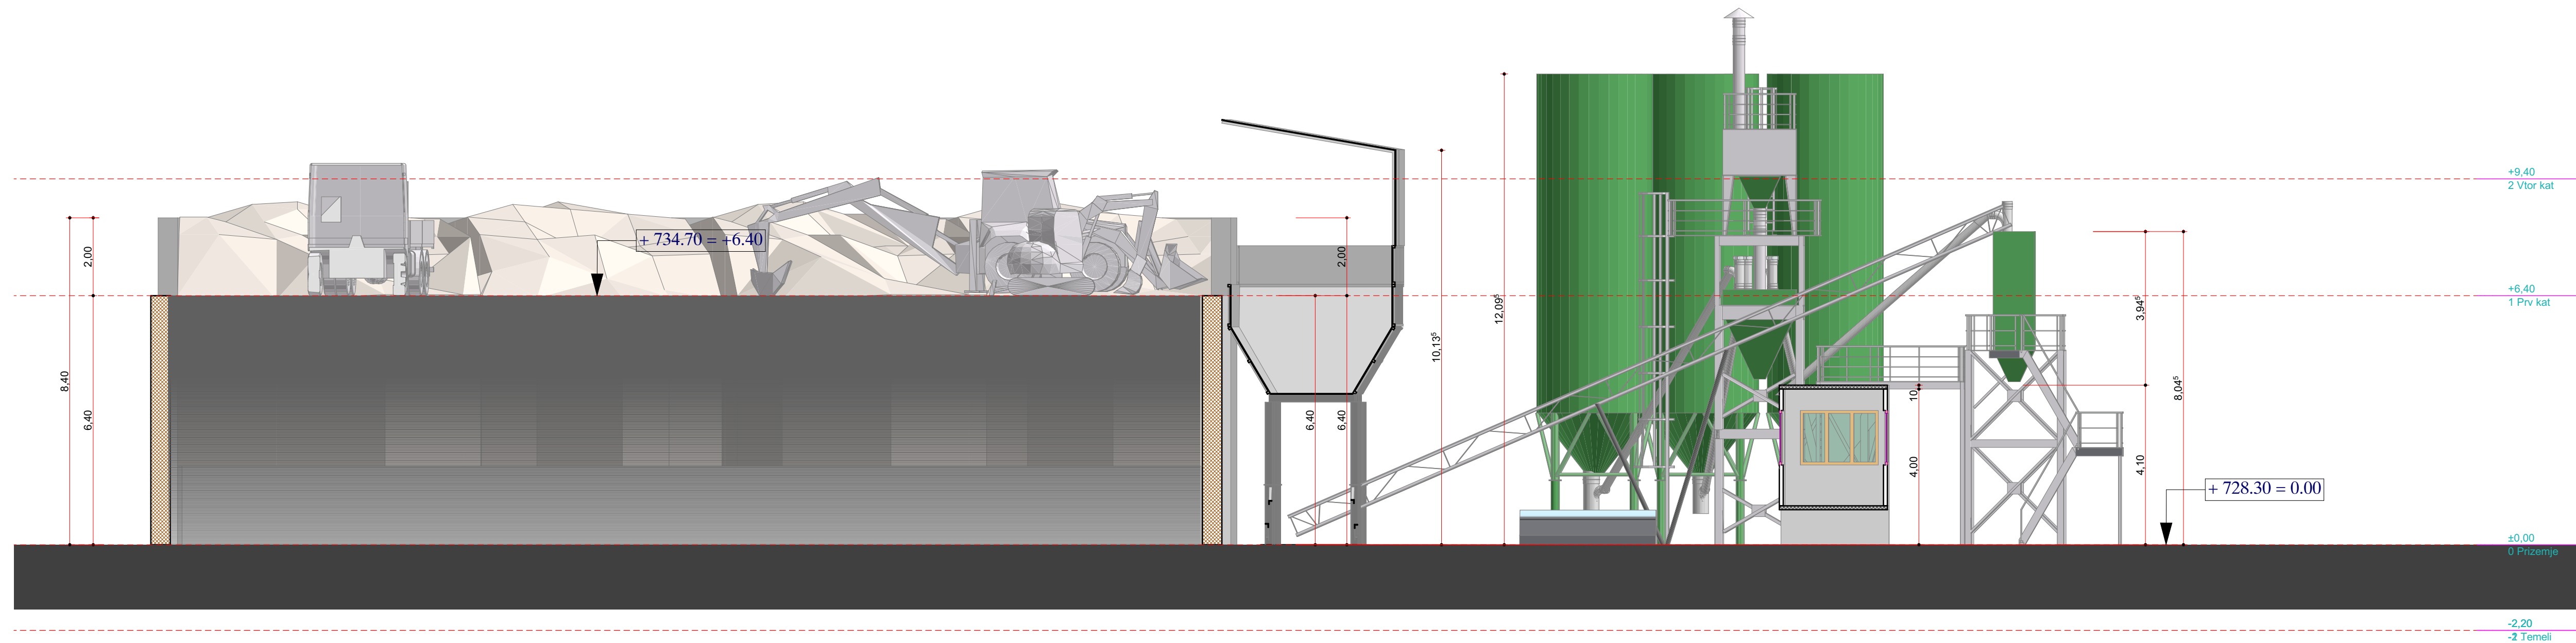 +9,40
2 Vtor kat
2,00
+ 734.70 = +6.40
2,00
+6,40
1 Prv kat
12,09⁵
3,94⁵
10,13⁵
8,40
6,40
8,04⁵
10
6,40
6,40
4,00
4,10
+ 728.30 = 0.00
±0,00
0 Prizemje
-2,20
Temeli